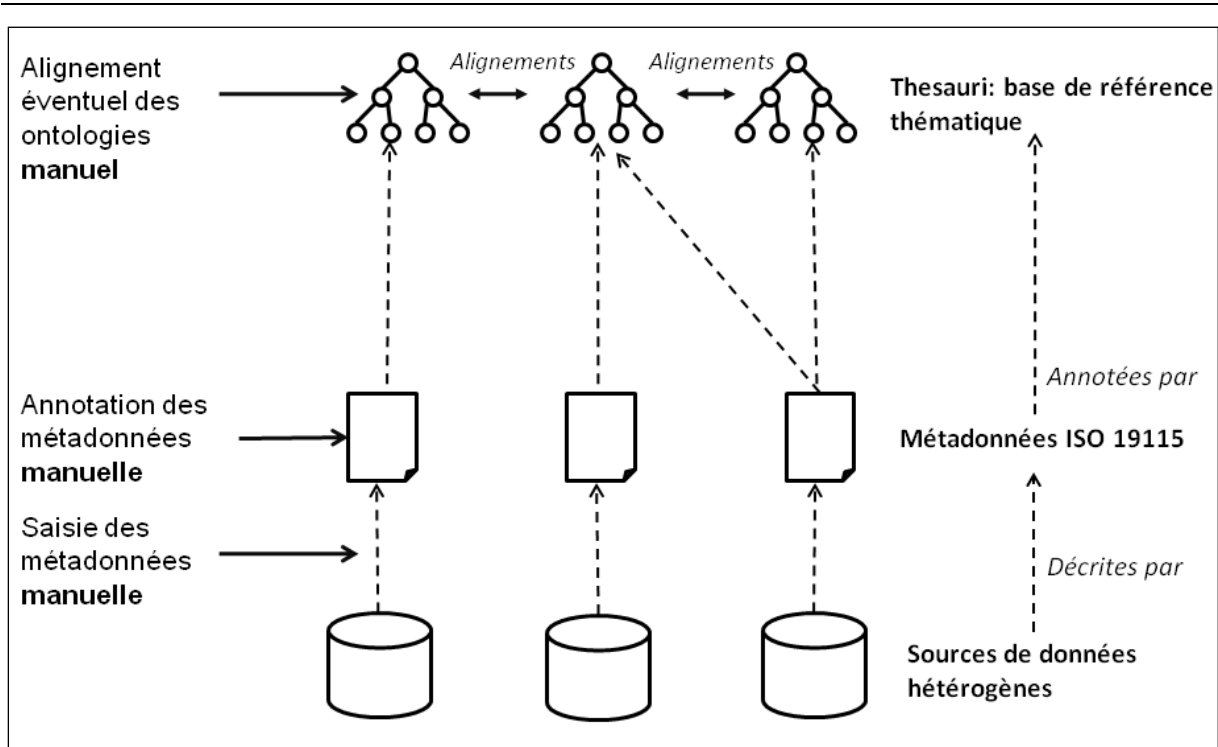 Alignement
éventuel des
ontologies
manuel
Alignements
Alignements
Thesauri: base de référence
thématique
Annotation des
métadonnées
manuelle
Annotées par
Métadonnées ISO 19115
Saisie des
métadonnées
manuelle
Décrites par
Sources de données
hétérogènes